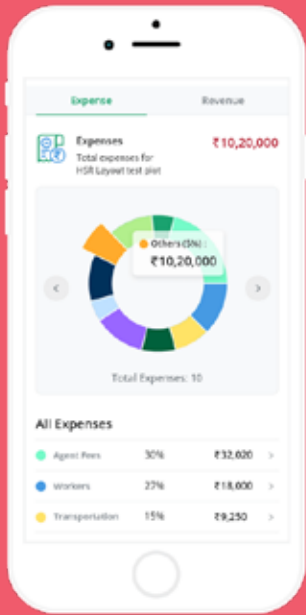 Expense Revenue
Expenses ₹10,20,000
Total expenses for
HSR Layout test plot
Others (5%) :
₹10,20,000
Total Expenses: 10
All Expenses
Agent Fees 30% ₹32,020 >
Workers 27% ₹18,000 >
Transportation 15% ₹9,250 >